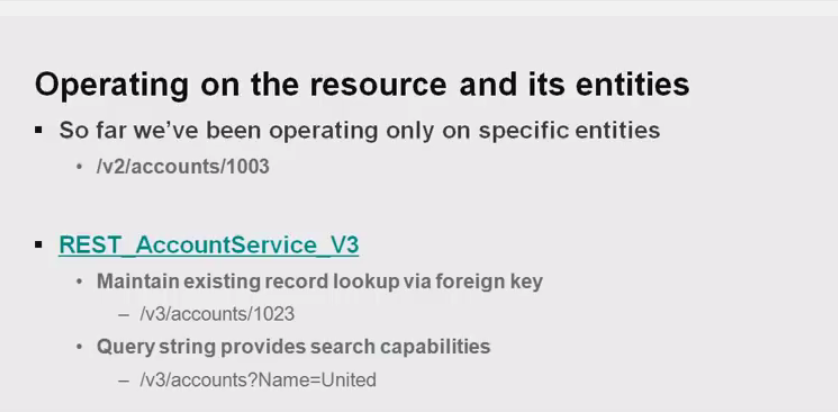 Operating on the resource and its entities
▪ So far we've been operating only on specific entities
• /v2/accounts/1003
▪ REST_AccountService_V3
• Maintain existing record lookup via foreign key
– /v3/accounts/1023
• Query string provides search capabilities
– /v3/accounts?Name=United